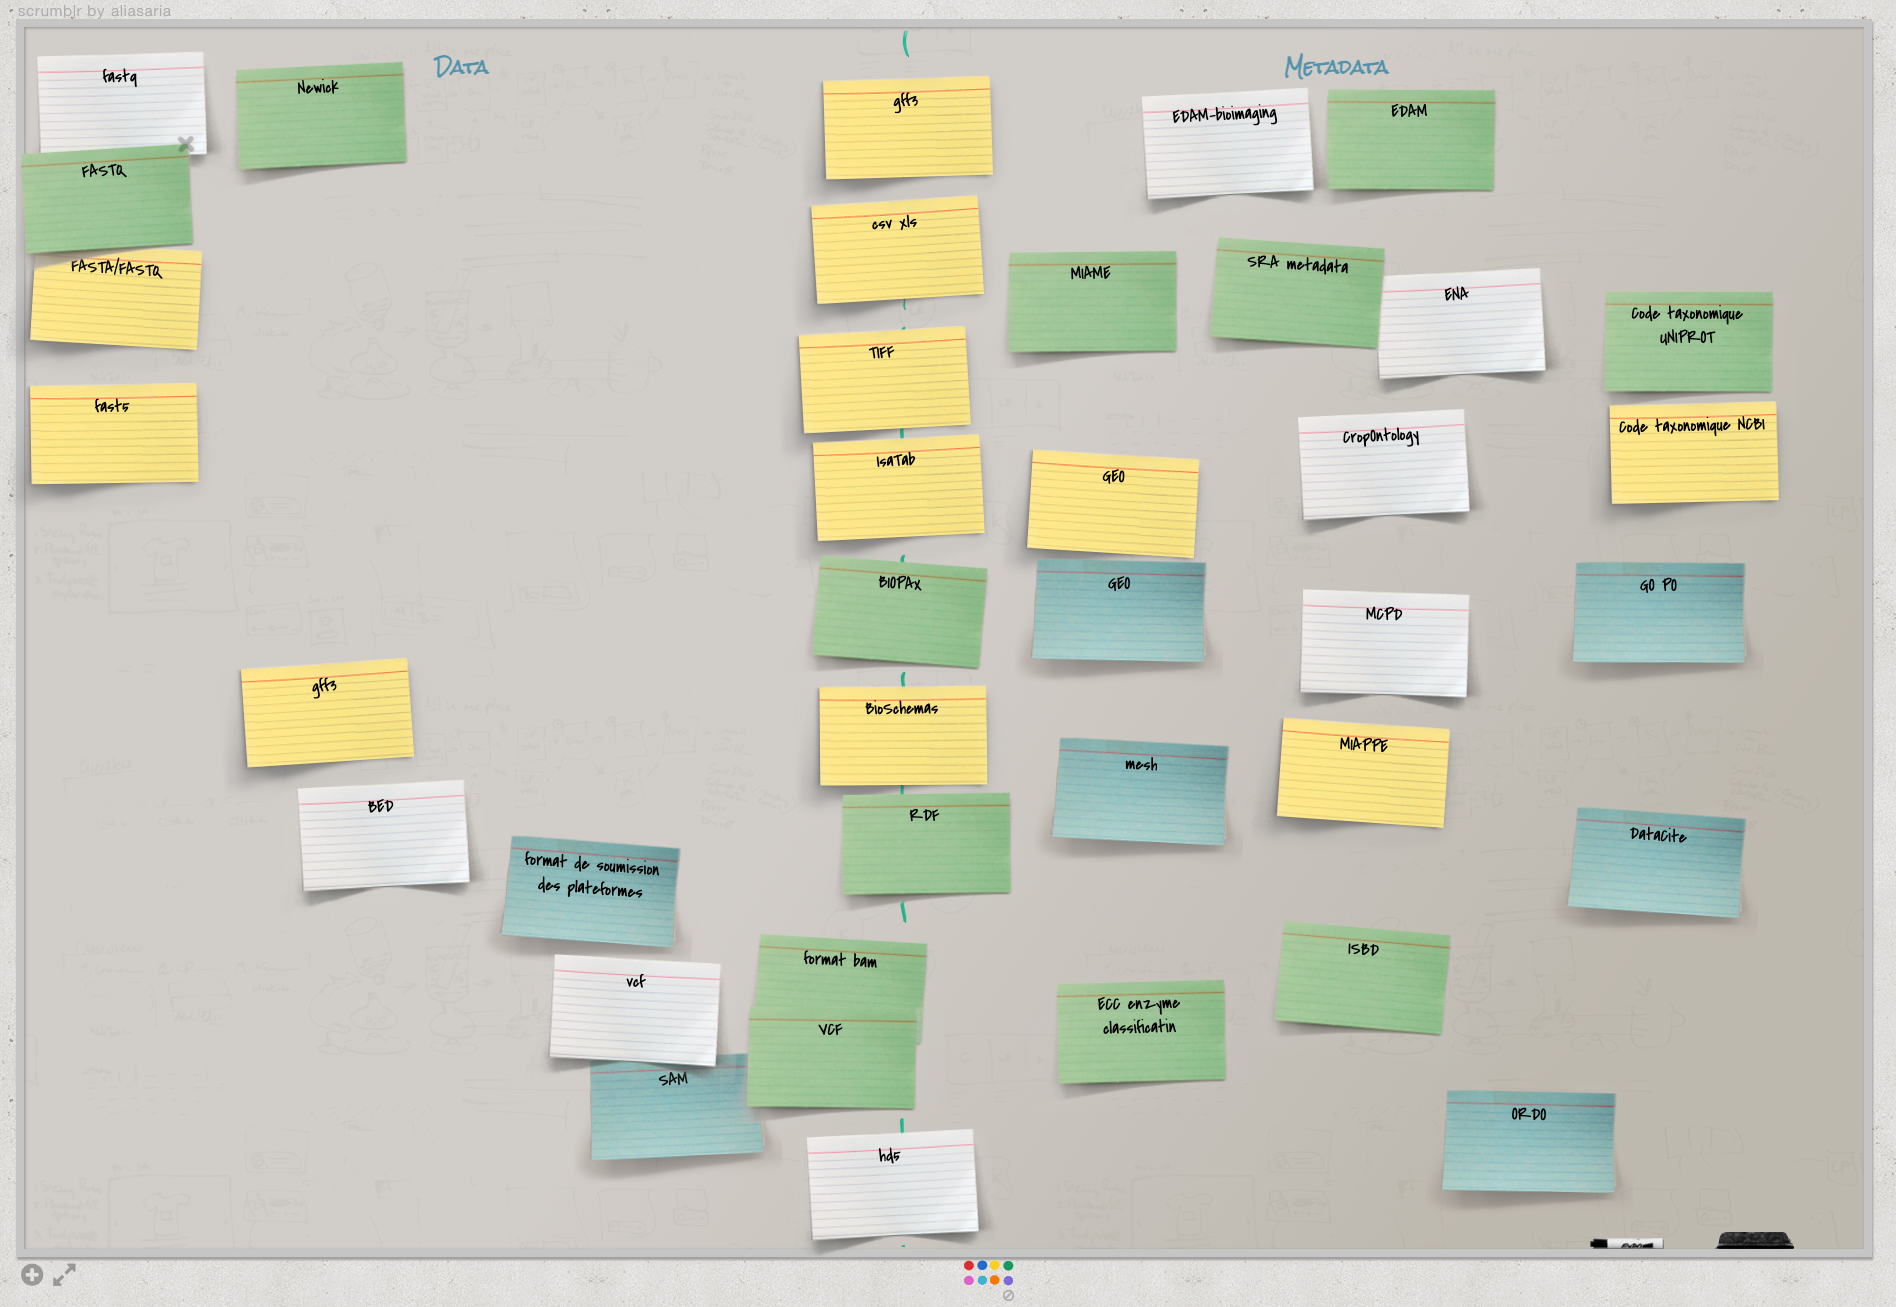 scrumblr by aliasaria
Data
Metadata
fastq
Newick
FASTQ
FASTA/FASTQ
fast5
gff3
BED
format de soumission
des plateformes
vcf
SAM
gff3
csv xls
TIFF
IsaTab
BIOPAX
BioSchemas
RDF
format bam
VCF
hd5
EDAM-bioimaging
EDAM
MIAME
SRA metadata
ENA
Code taxonomique
UNIPROT
Code taxonomique NCBI
CropOntology
GEO
GEO
MCPD
GO PO
mesh
MIAPPE
DataCite
ISBD
ECC enzyme
classificatin
ORDO